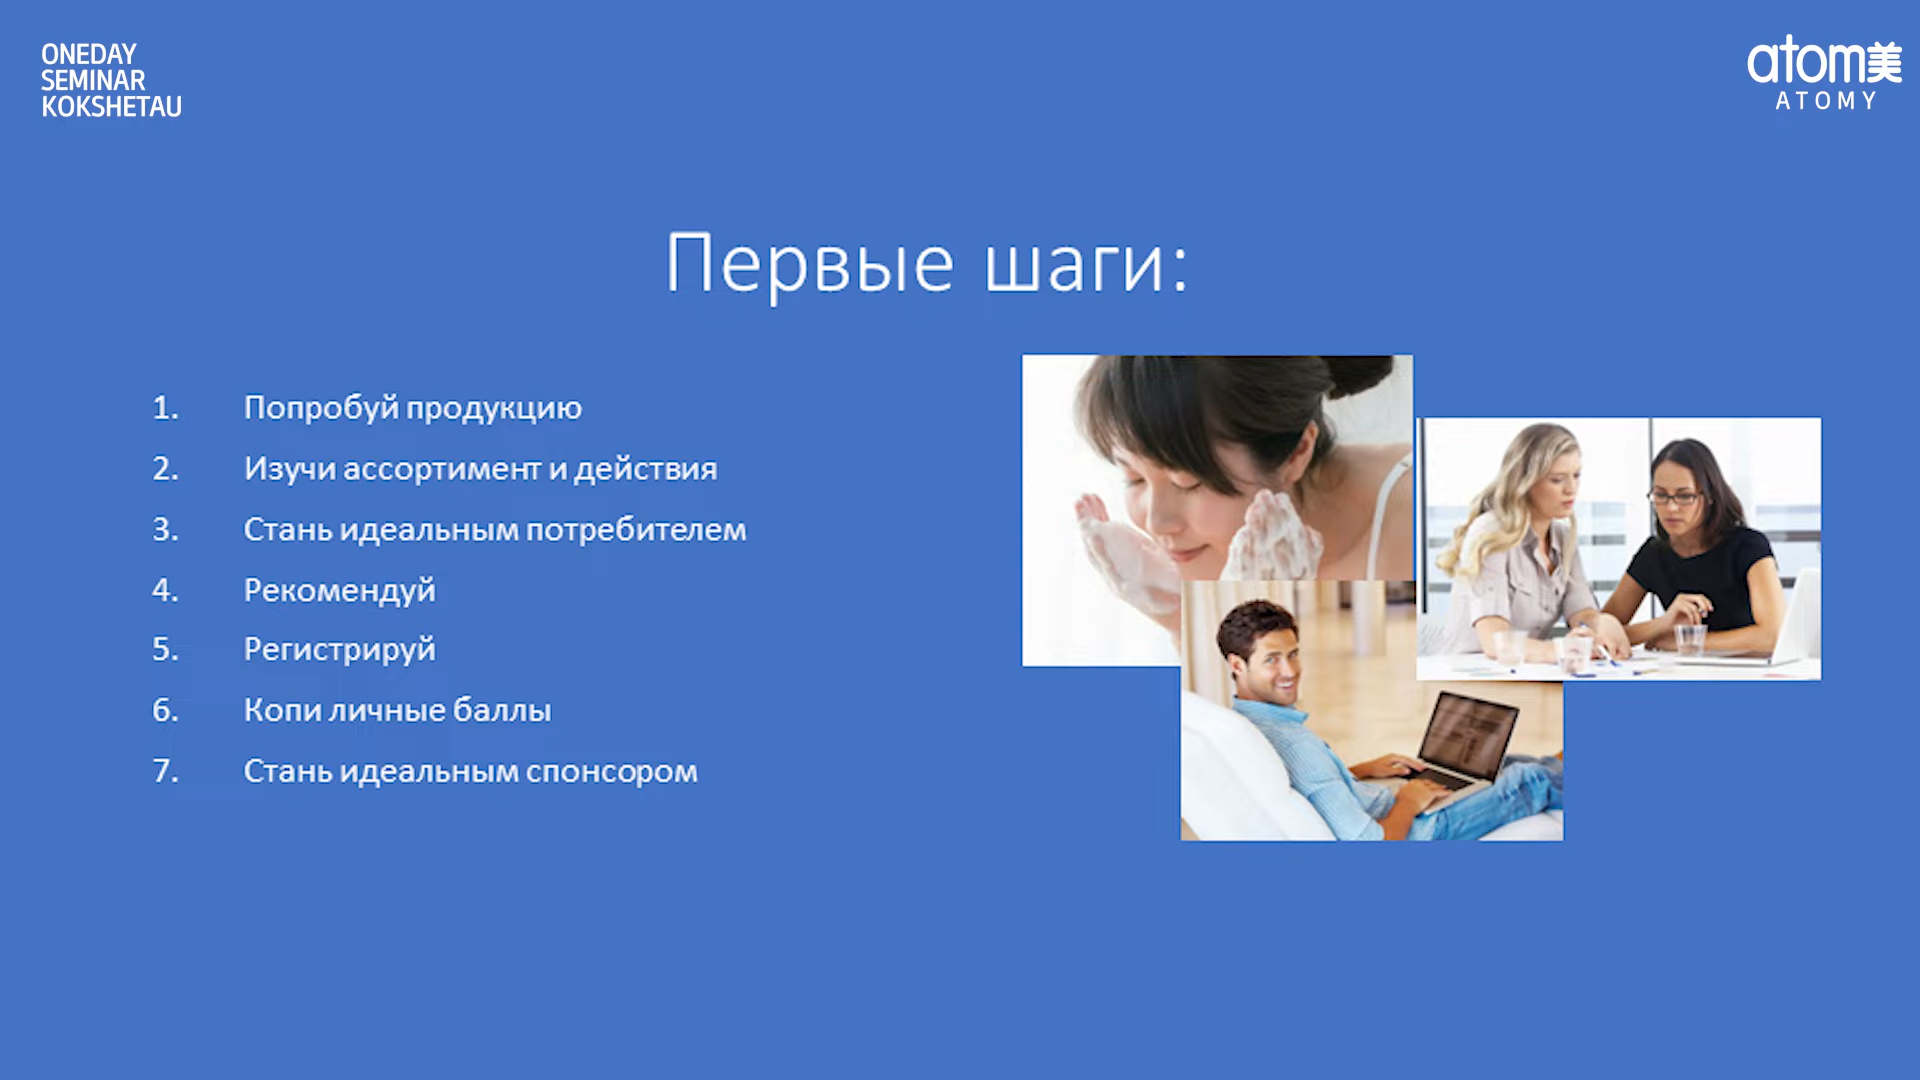 ONEDAY
SEMINAR
KOKSHETAU
atom美
ATOMY
Первые шаги:
1. Попробуй продукцию
2. Изучи ассортимент и действия
3. Стань идеальным потребителем
4. Рекомендуй
5. Регистрируй
6. Копи личные баллы
7. Стань идеальным спонсором